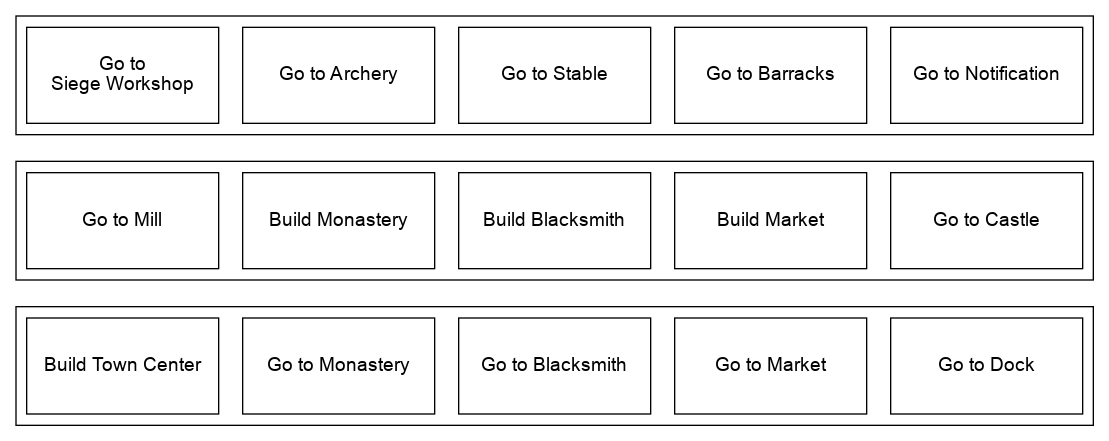 Go to
Siege Workshop
Go to Archery
Go to Stable
Go to Barracks
Go to Notification
Go to Mill
Build Monastery
Build Blacksmith
Build Market
Go to Castle
Build Town Center
Go to Monastery
Go to Blacksmith
Go to Market
Go to Dock